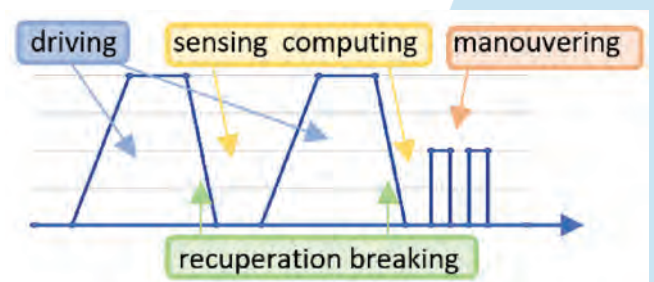 driving
sensing computing
manouvering
recuperation breaking